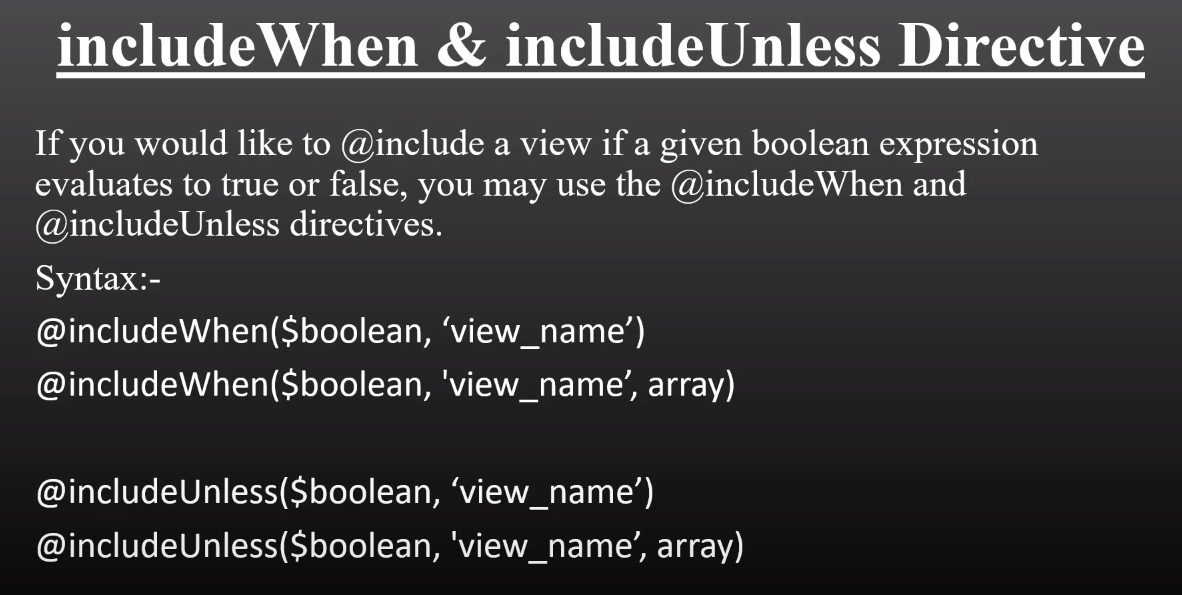 includeWhen & includeUnless Directive
If you would like to @include a view if a given boolean expression
evaluates to true or false, you may use the @includeWhen and
@includeUnless directives.
Syntax:-
@includeWhen($boolean, ‘view_name’)
@includeWhen($boolean, 'view_name’, array)
@includeUnless($boolean, ‘view_name’)
@includeUnless($boolean, 'view_name’, array)